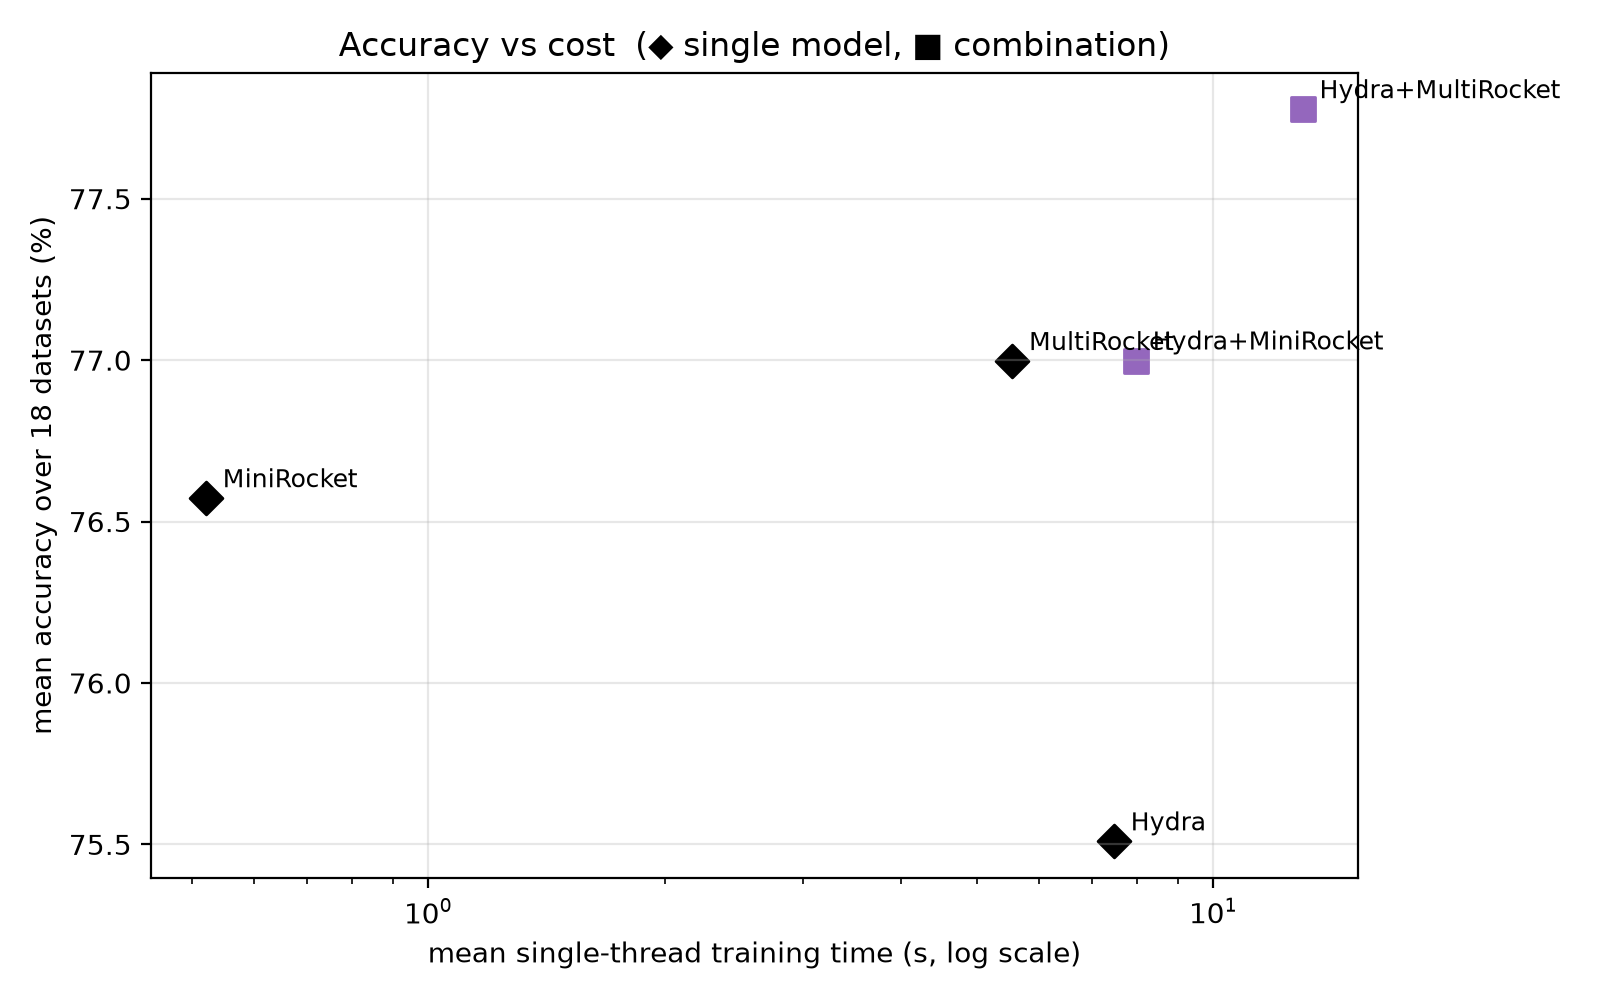 Accuracy vs cost  (◆ single model, ■ combination)
Hydra+MultiRocket
77.5
MultiRocket
Hydra+MiniRocket
77.0
MiniRocket
76.5
76.0
Hydra
75.5
mean accuracy over 18 datasets (%)
10⁰
10¹
mean single-thread training time (s, log scale)